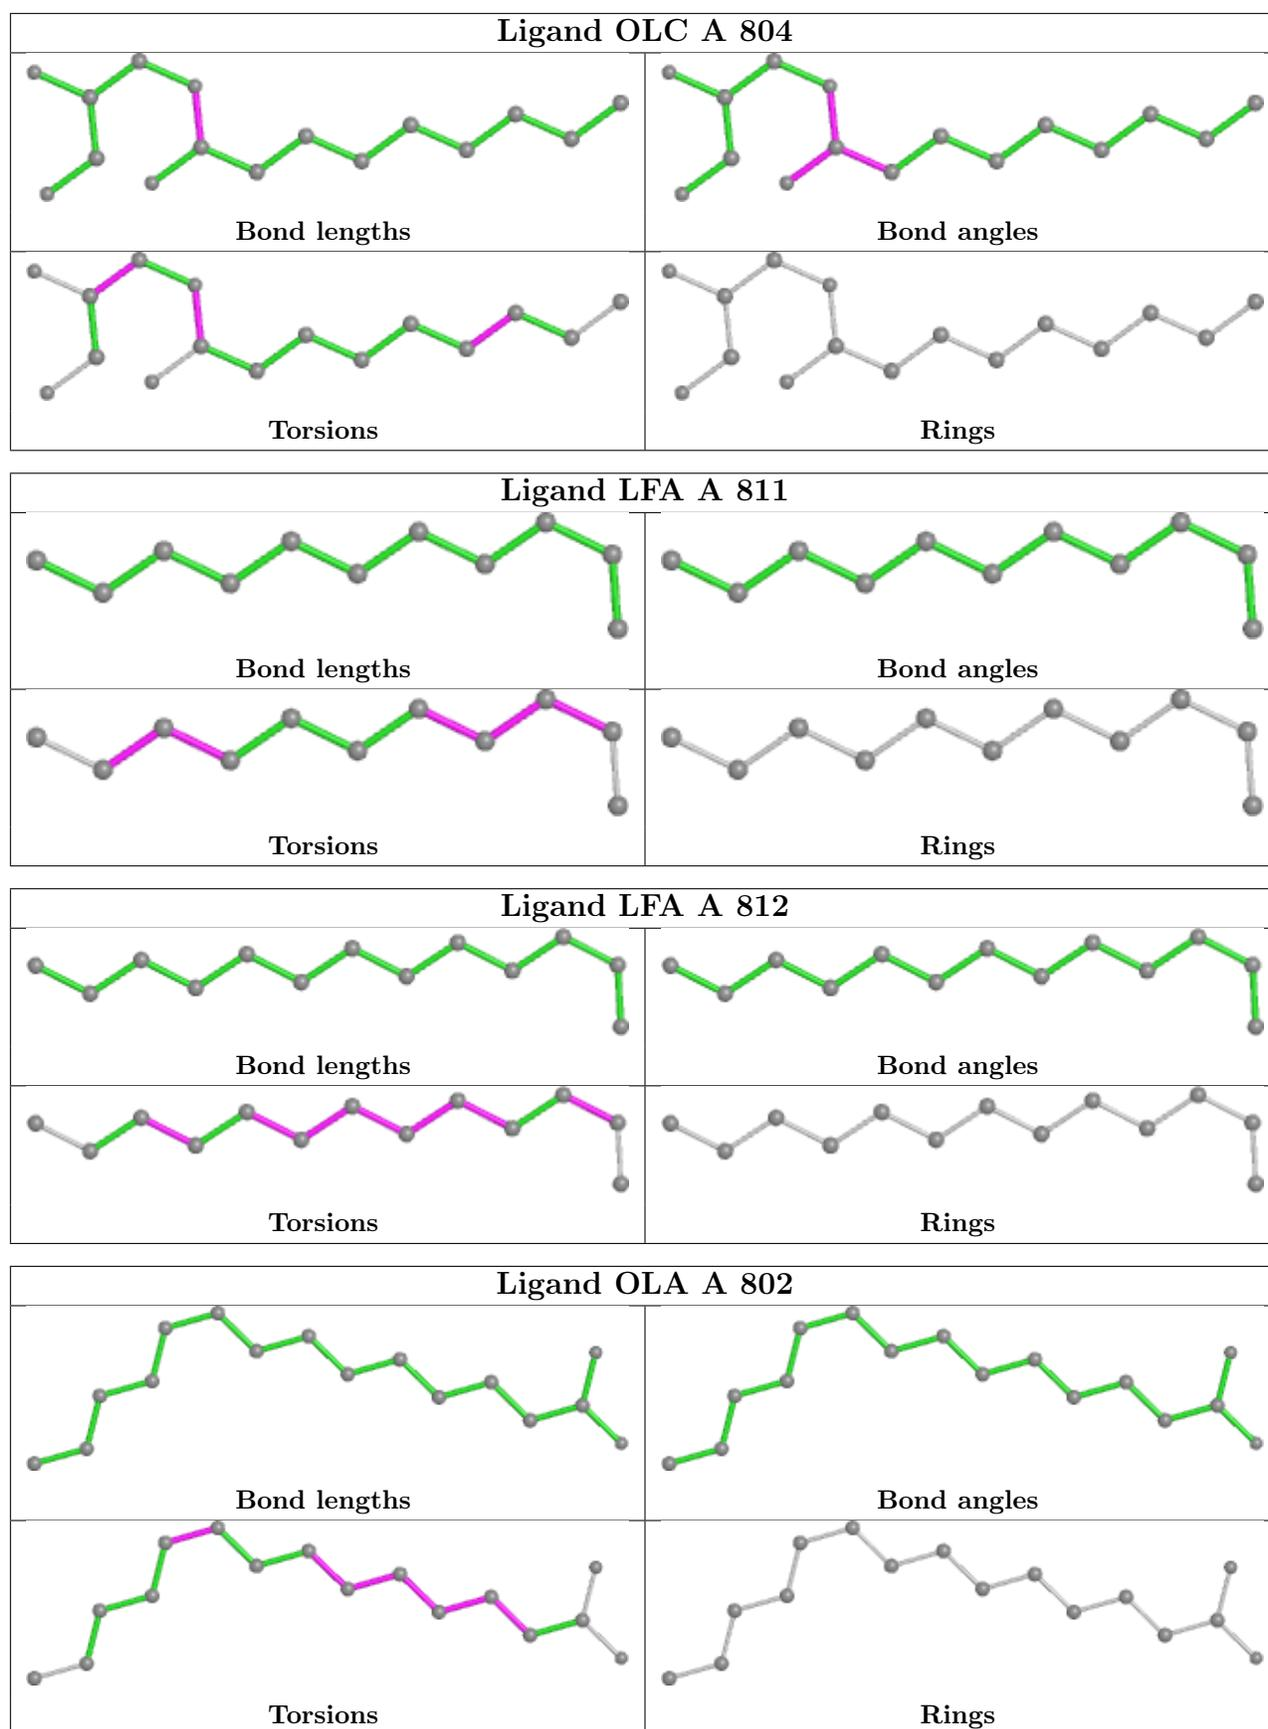 Ligand OLC A 804
Bond lengths
Bond angles
Torsions
Rings
Ligand LFA A 811
Bond lengths
Bond angles
Torsions
Rings
Ligand LFA A 812
Bond lengths
Bond angles
Torsions
Rings
Ligand OLA A 802
Bond lengths
Bond angles
Torsions
Rings